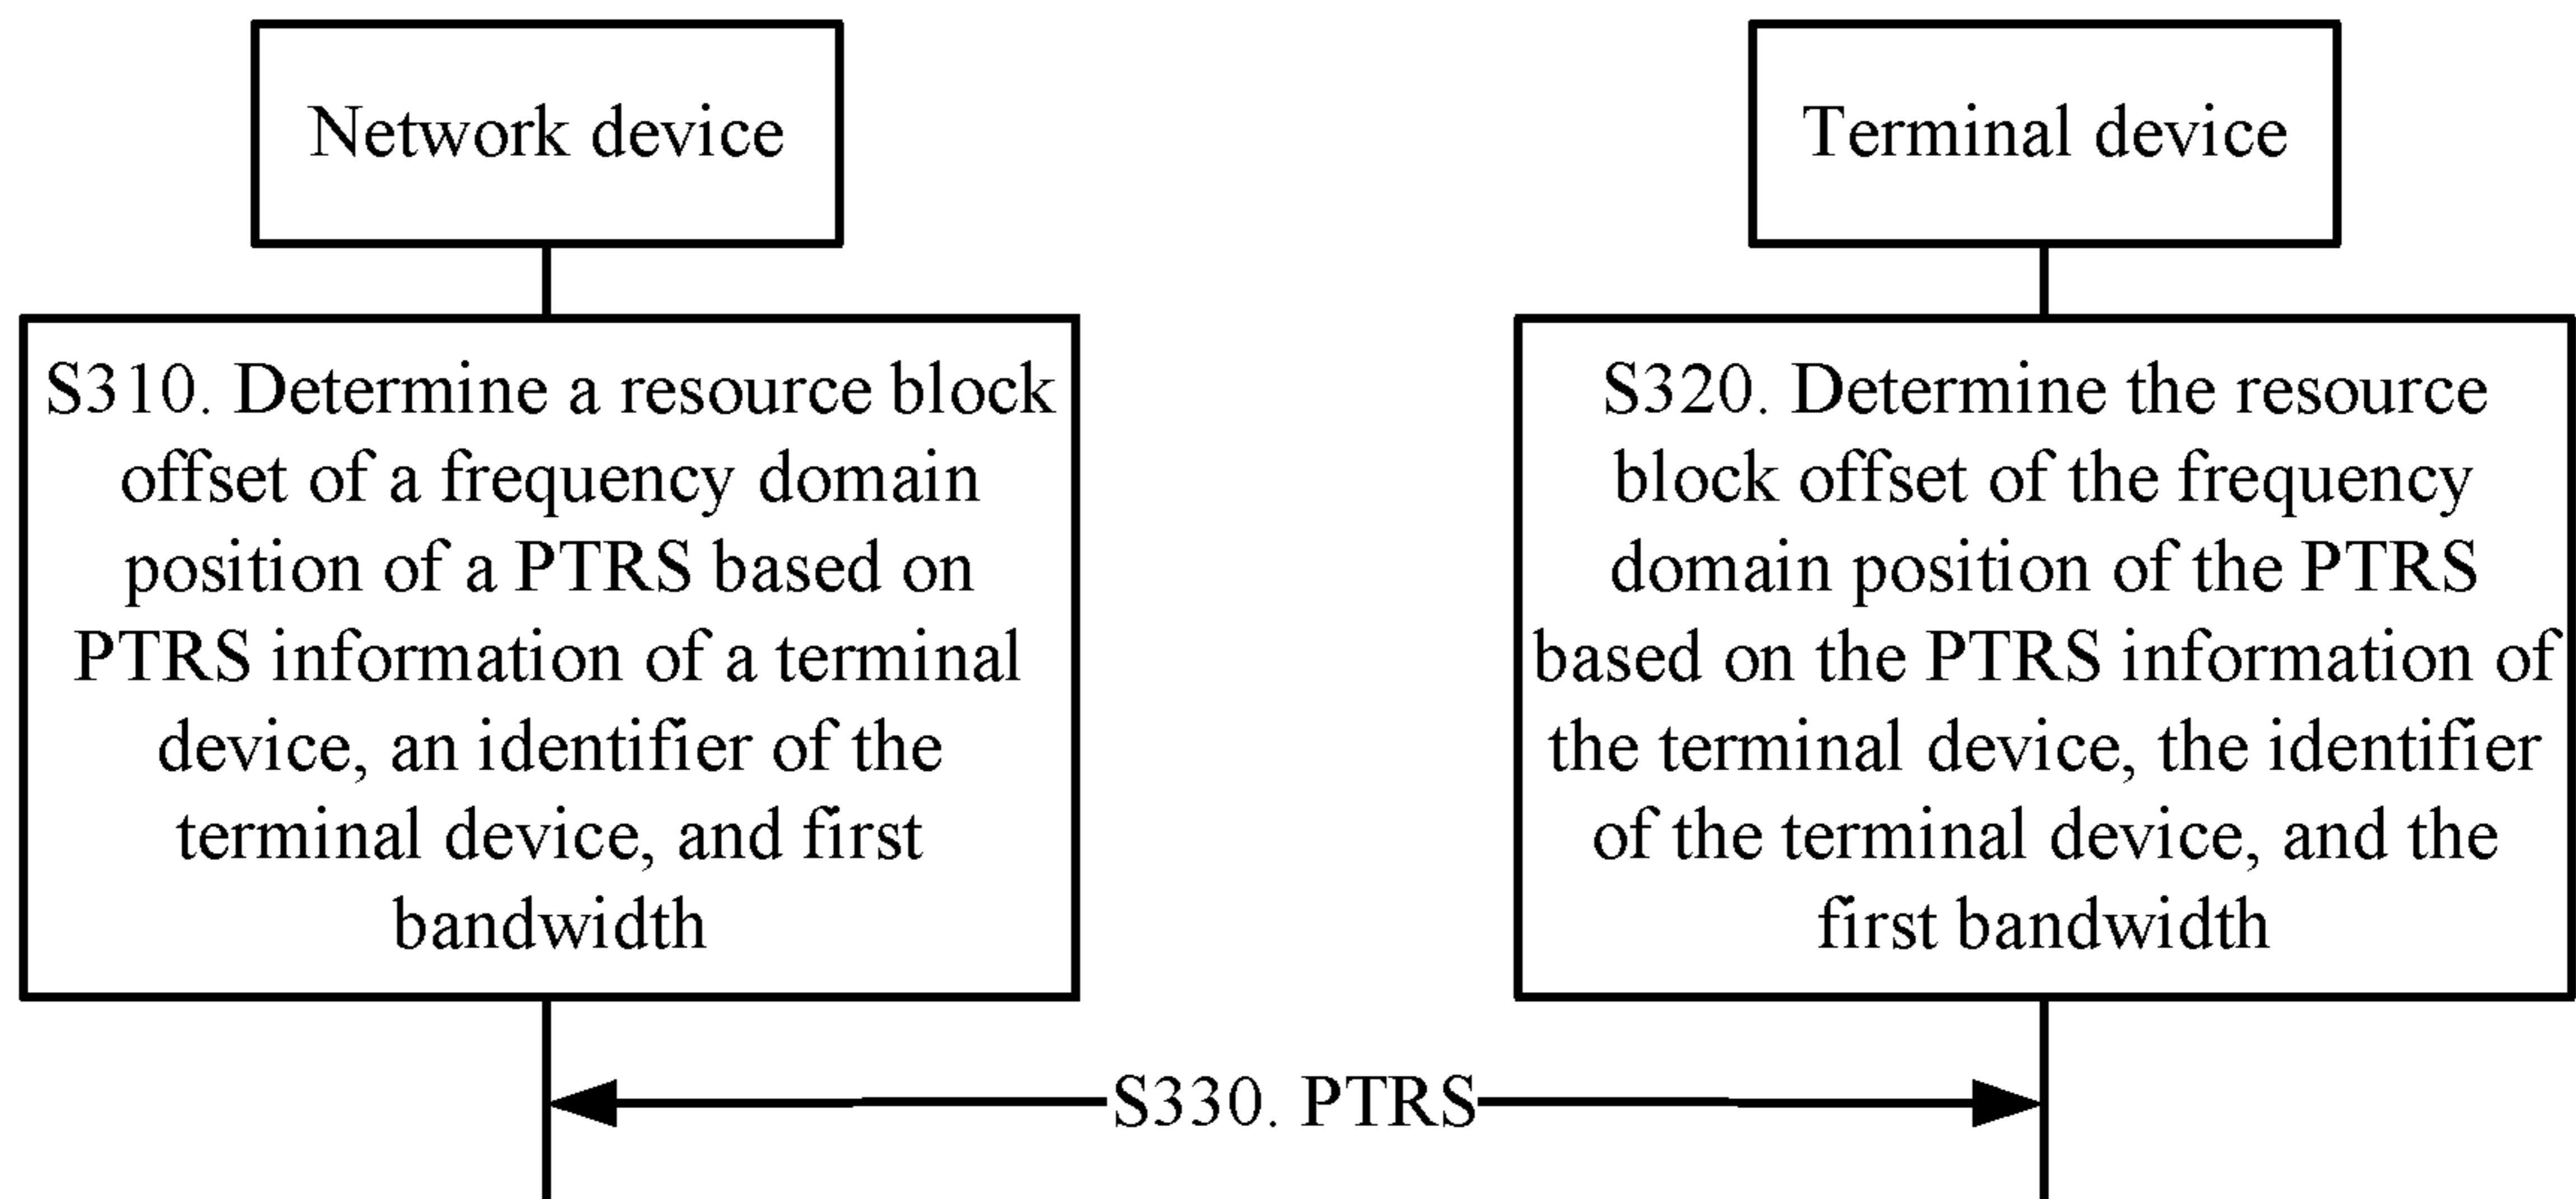 Network device
Terminal device
S310. Determine a resource block
offset of a frequency domain
position of a PTRS based on
PTRS information of a terminal
device, an identifier of the
terminal device, and first
bandwidth
S320. Determine the resource
block offset of the frequency
domain position of the PTRS
based on the PTRS information of
the terminal device, the identifier
of the terminal device, and the
first bandwidth
S330. PTRS